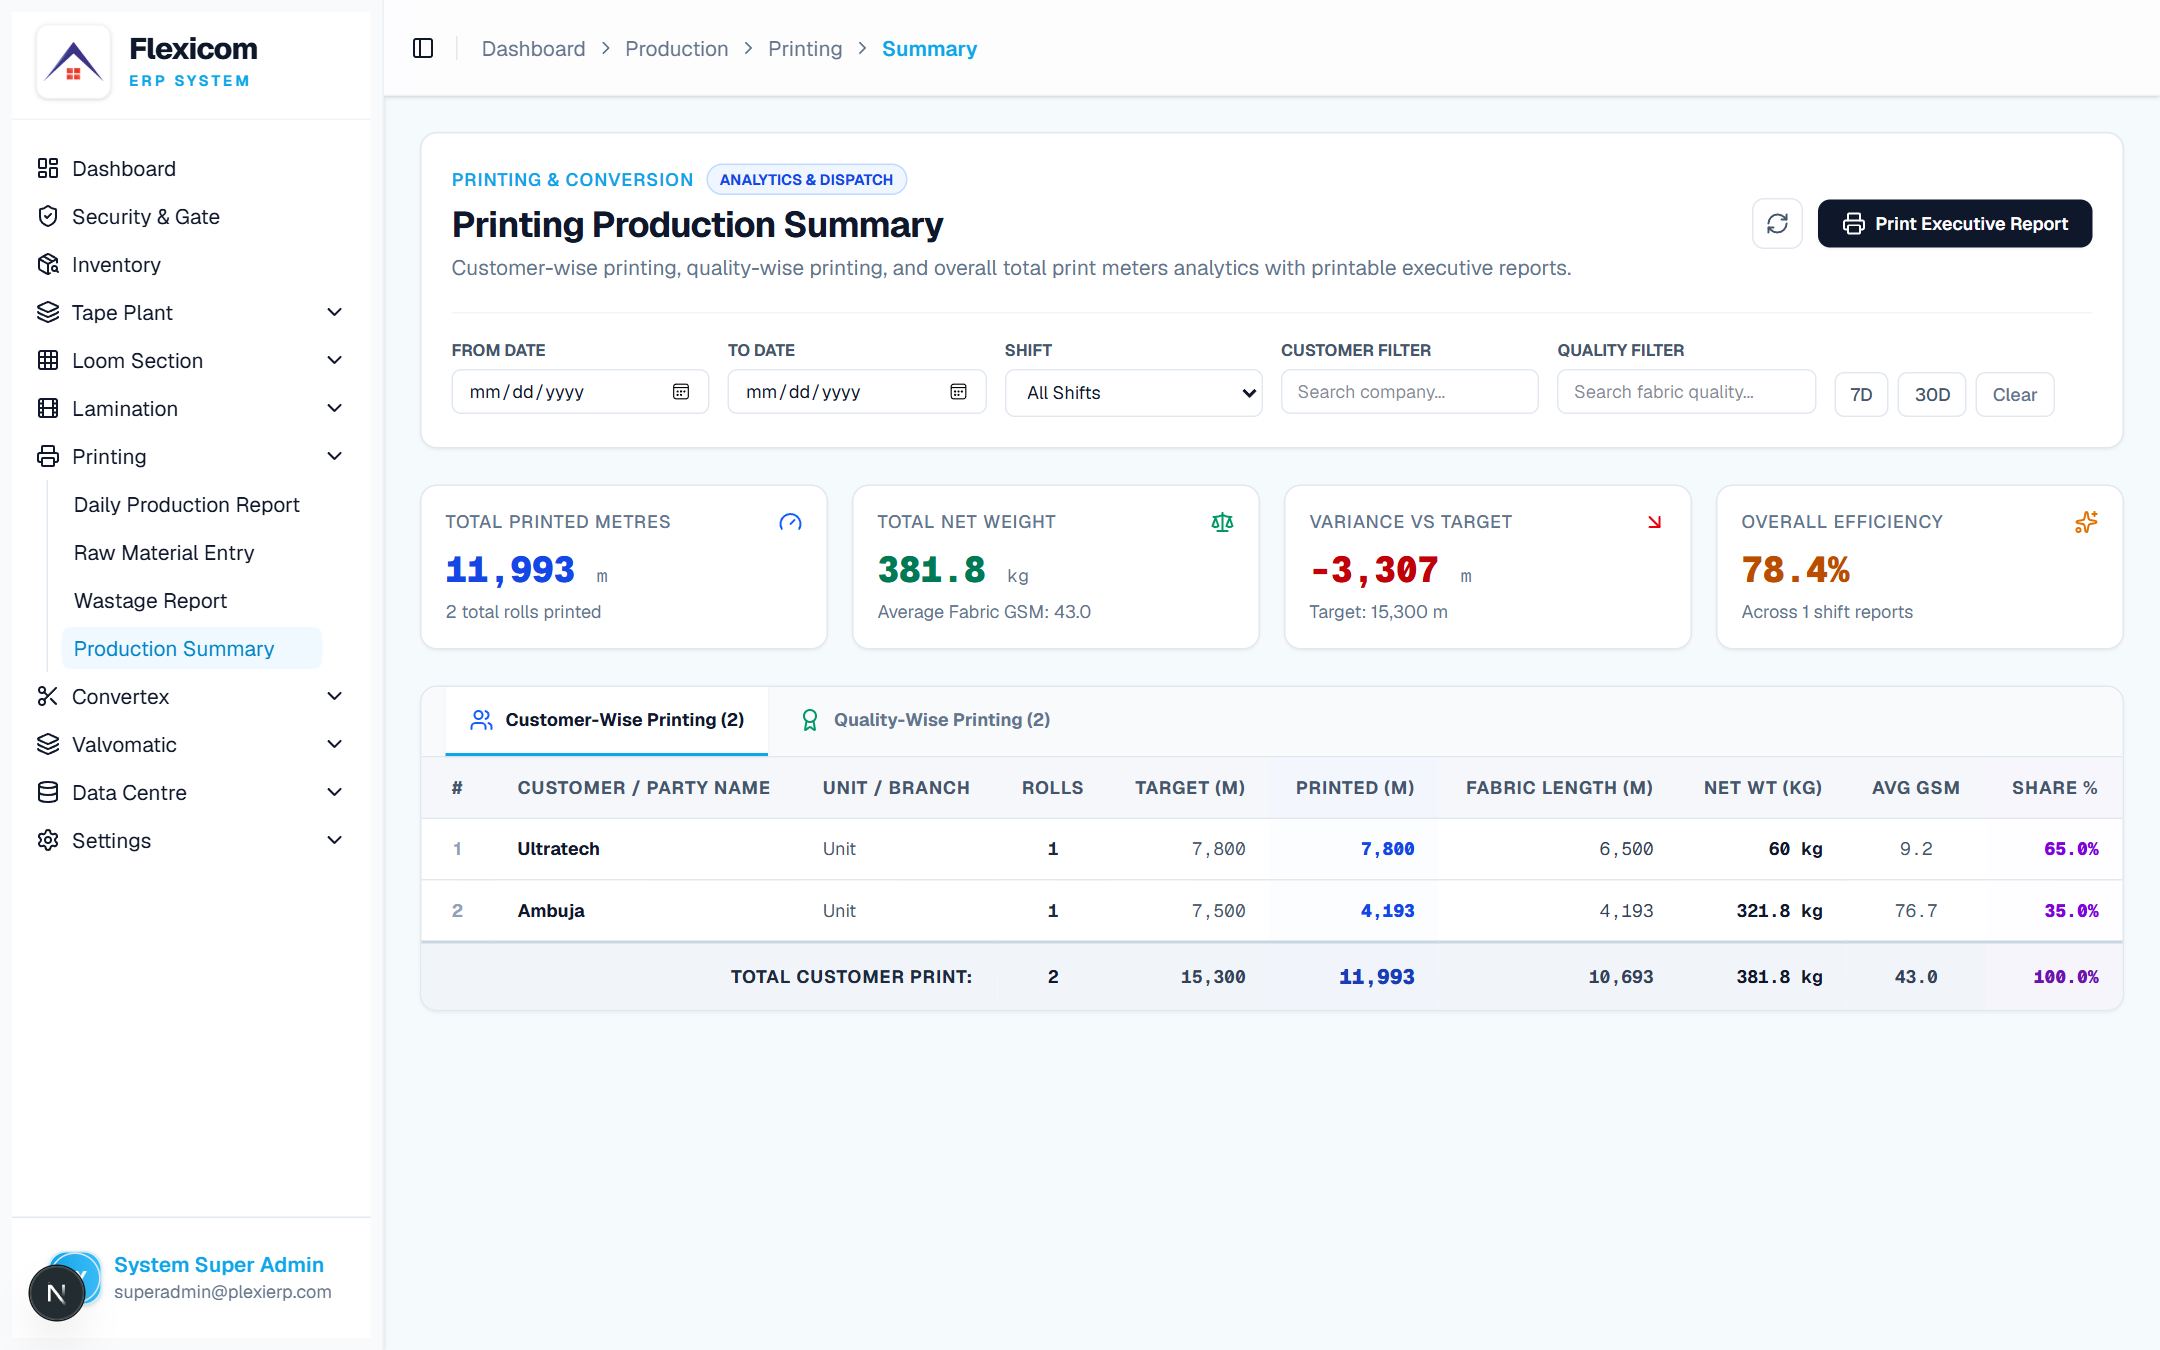 Flexicom
ERP SYSTEM
Dashboard
Security & Gate
Inventory
Tape Plant
Loom Section
Lamination
Printing
Daily Production Report
Raw Material Entry
Wastage Report
Production Summary
Convertex
Valvomatic
Data Centre
Settings
N
System Super Admin
superadmin@plexierp.com
Dashboard > Production > Printing > Summary
PRINTING & CONVERSION ANALYTICS & DISPATCH
Printing Production Summary
Customer-wise printing, quality-wise printing, and overall total print meters analytics with printable executive reports.
Print Executive Report
FROM DATE TO DATE SHIFT CUSTOMER FILTER QUALITY FILTER
mm/dd/yyyy mm/dd/yyyy All Shifts Search company... Search fabric quality... 7D 30D Clear
TOTAL PRINTED METRES
11,993 m
2 total rolls printed
TOTAL NET WEIGHT
381.8 kg
Average Fabric GSM: 43.0
VARIANCE VS TARGET
-3,307 m
Target: 15,300 m
OVERALL EFFICIENCY
78.4%
Across 1 shift reports
Customer-Wise Printing (2) Quality-Wise Printing (2)
# CUSTOMER / PARTY NAME UNIT / BRANCH ROLLS TARGET (M) PRINTED (M) FABRIC LENGTH (M) NET WT (KG) AVG GSM SHARE %
1 Ultratech Unit 1 7,800 7,800 6,500 60 kg 9.2 65.0%
2 Ambuja Unit 1 7,500 4,193 4,193 321.8 kg 76.7 35.0%
TOTAL CUSTOMER PRINT: 2 15,300 11,993 10,693 381.8 kg 43.0 100.0%